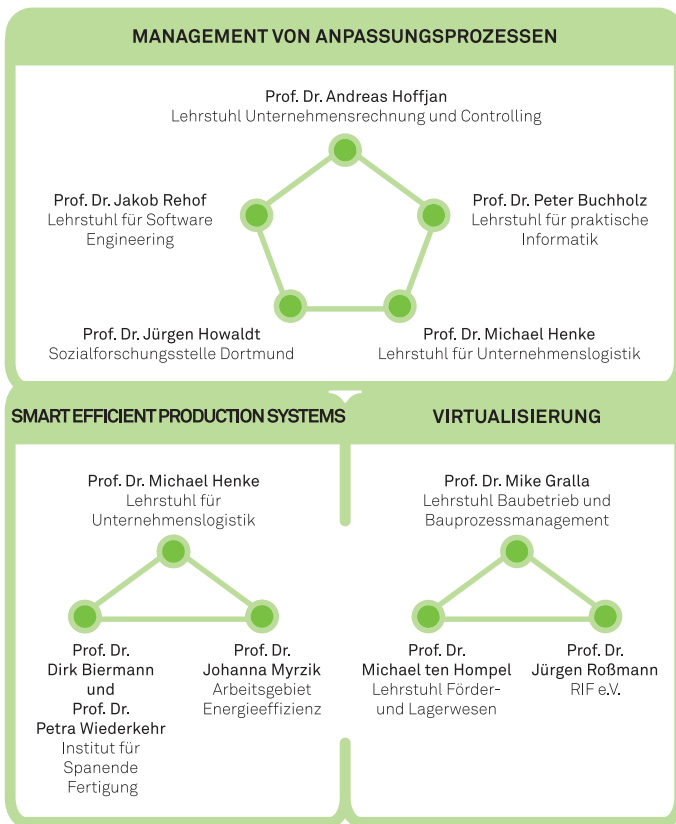 MANAGEMENT VON ANPASSUNGSPROZESSEN
Prof. Dr. Andreas Hoffjan
Lehrstuhl Unternehmensrechnung und Controlling
Prof. Dr. Jakob Rehof
Lehrstuhl für Software
Engineering
Prof. Dr. Peter Buchholz
Lehrstuhl für praktische
Informatik
Prof. Dr. Jürgen Howaldt
Sozialforschungsstelle Dortmund
Prof. Dr. Michael Henke
Lehrstuhl für Unternehmenslogistik
SMART EFFICIENT PRODUCTION SYSTEMS
Prof. Dr. Michael Henke
Lehrstuhl für
Unternehmenslogistik
Prof. Dr.
Dirk Biermann
und
Prof. Dr.
Petra Wiederkehr
Institut für
Spanende
Fertigung
Prof. Dr.
Johanna Myrzik
Arbeitsgebiet
Energieeffizienz
VIRTUALISIERUNG
Prof. Dr. Mike Gralla
Lehrstuhl Baubetrieb und
Bauprozessmanagement
Prof. Dr.
Michael ten Hompel
Lehrstuhl Förder-
und Lagerwesen
Prof. Dr.
Jürgen Roßmann
RIF e.V.